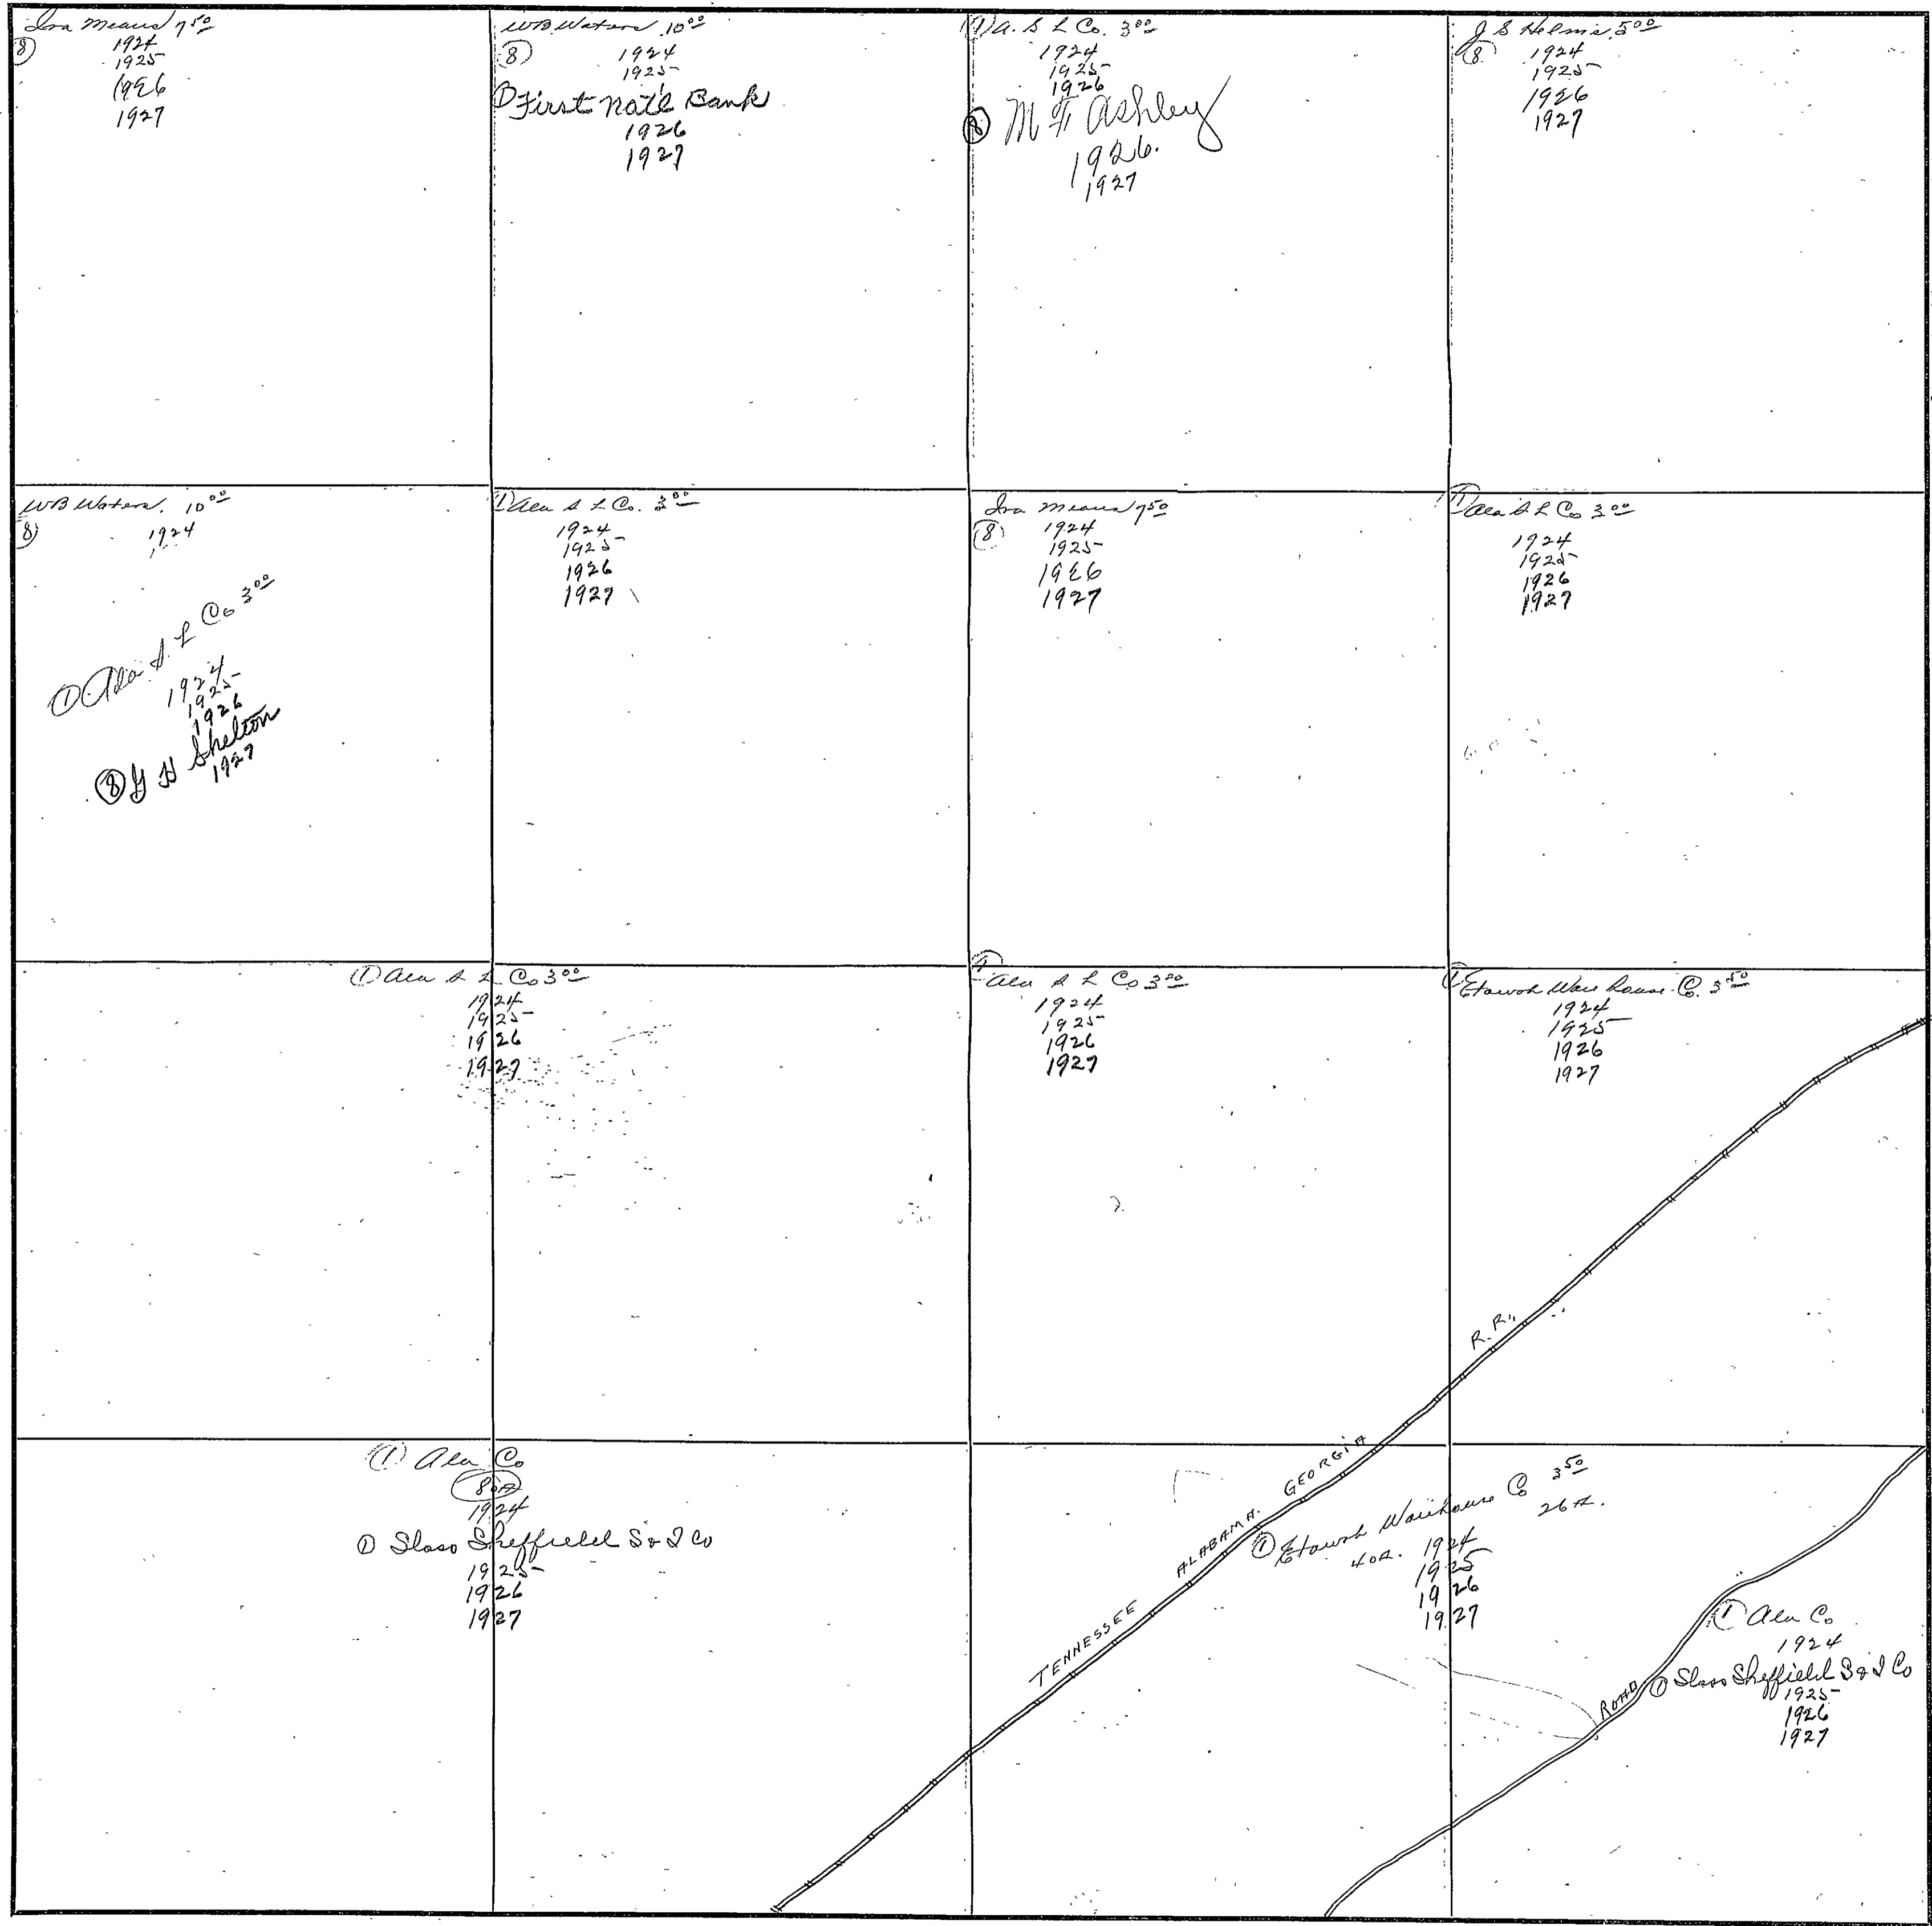 Ira Means 7 50
8
1924
1925
1926
1927
WB Waters 10 00
8
1924
1925
1 First Nat'l Bank
1926
1927
1 A. S L Co. 3 00
1924
1925
1926
8 M F Ashley
1926.
1927
J S Helms 5 00
8
1924
1925
1926
1927
WB Waters. 10 00
8
1924
1 Ala S. L Co 3 00
1924
1925
1926
8 G H Shelton
1927
1 Ala S L Co. 3 00
1924
1925
1926
1927
Ira Means 7 50
8
1924
1925
1926
1927
1 Ala S L Co 3 00
1924
1925
1926
1927
1 Ala S L Co 3 00
1924
1925
1926
1927
1 Ala S L Co 3 00
1924
1925
1926
1927
1 Etowah Ware house Co. 3 50
1924
1925
1926
1927
1 Ala Co
80A
1924
1 Sloss Sheffield S & I Co
1925
1926
1927
TENNESSEE ALABAMA. GEORGIA R.R.
1 Etowah Warehouse Co 3 50
26 A.
40A. 1924
1925
1926
1927
ROAD
1 Ala Co
1924
1 Sloss Sheffield S & I Co
1925
1926
1927